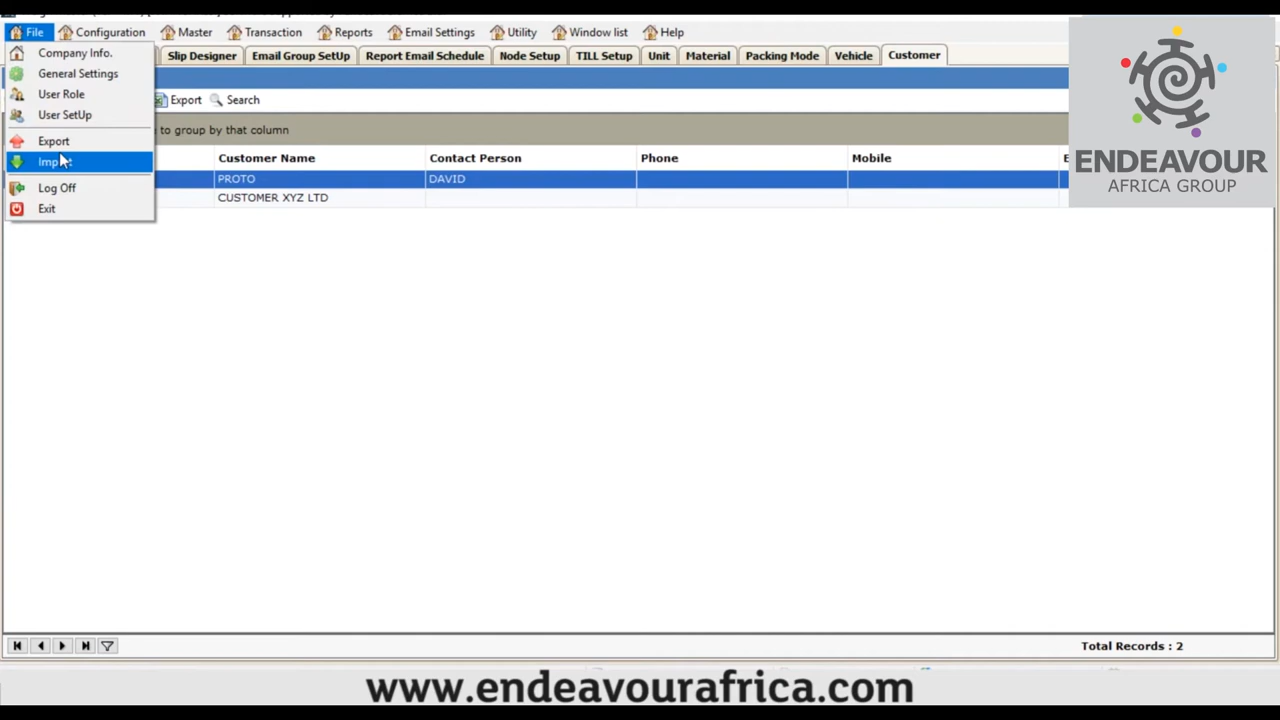 File Configuration Master Transaction Reports Email Settings Utility Window list Help
Company Info.
General Settings
User Role
User SetUp
Export
Log Off
Exit
Slip Designer Email Group SetUp Report Email Schedule Node Setup TILL Setup Unit Material Packing Mode Vehicle Customer
Export Search
to group by that column
Customer Name Contact Person Phone Mobile
PROTO DAVID
CUSTOMER XYZ LTD
ENDEAVOUR
AFRICA GROUP
Total Records : 2
www.endeavourafrica.com